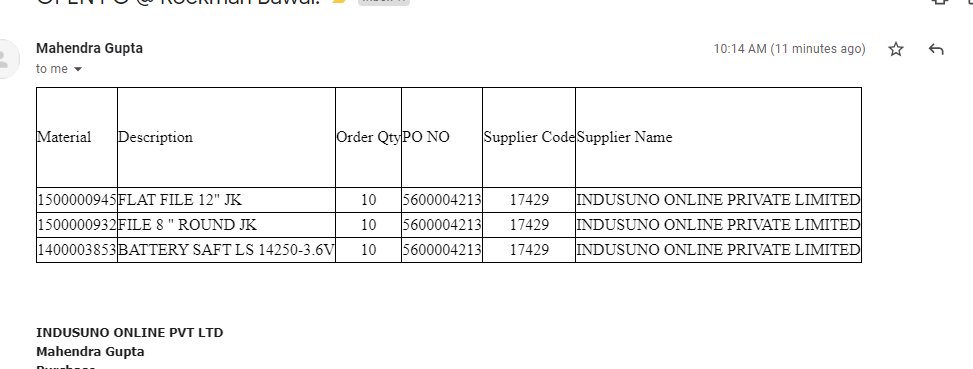 OPEN PO @ Rockman Bawal.
Mahendra Gupta 10:14 AM (11 minutes ago)
to me
Material Description Order Qty PO NO Supplier Code Supplier Name
1500000945 FLAT FILE 12" JK 10 5600004213 17429 INDUSUNO ONLINE PRIVATE LIMITED
1500000932 FILE 8 " ROUND JK 10 5600004213 17429 INDUSUNO ONLINE PRIVATE LIMITED
1400003853 BATTERY SAFT LS 14250-3.6V 10 5600004213 17429 INDUSUNO ONLINE PRIVATE LIMITED
INDUSUNO ONLINE PVT LTD
Mahendra Gupta
Purchase